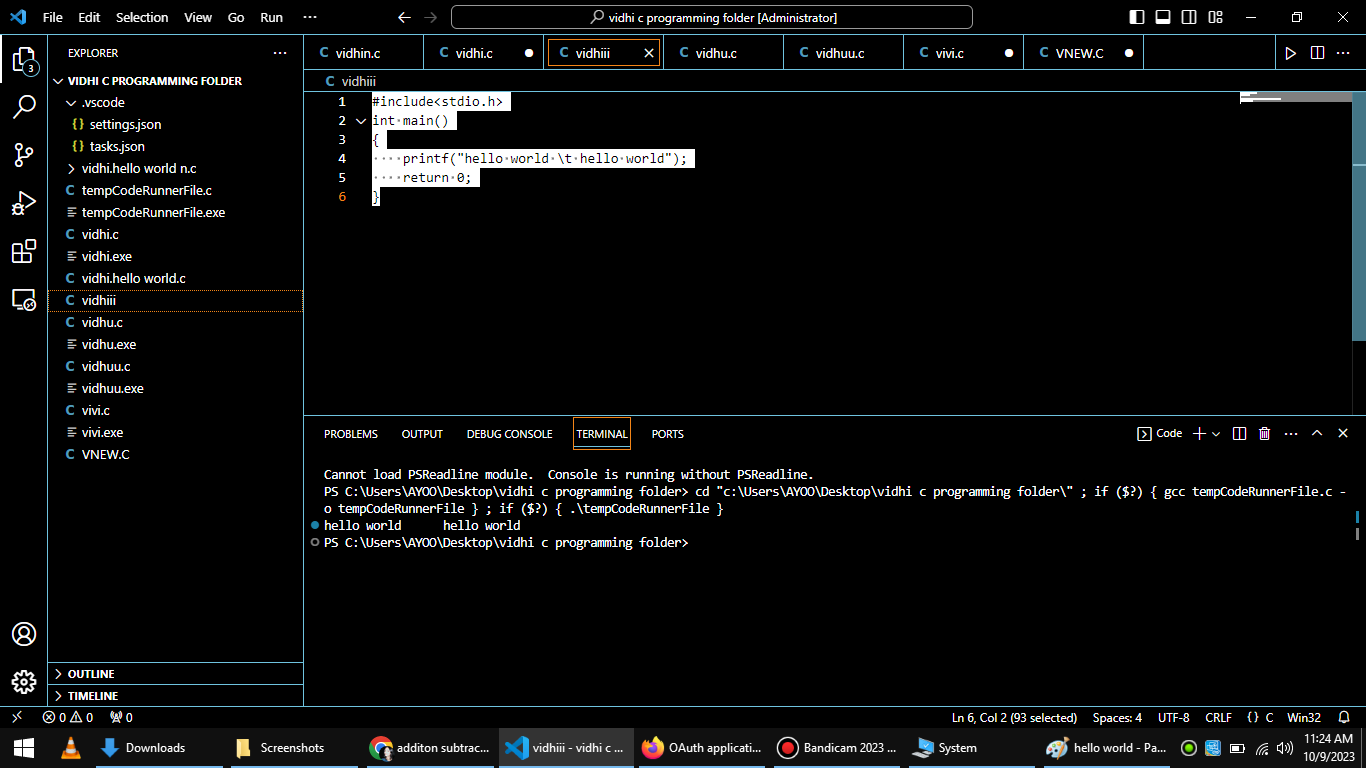 File Edit Selection View Go Run ··· vidhi c programming folder [Administrator]
EXPLORER ···
VIDHI C PROGRAMMING FOLDER
.vscode
{} settings.json
{} tasks.json
vidhi.hello world n.c
C tempCodeRunnerFile.c
tempCodeRunnerFile.exe
C vidhi.c
vidhi.exe
C vidhi.hello world.c
C vidhiii
C vidhu.c
vidhu.exe
C vidhuu.c
vidhuu.exe
C vivi.c
vivi.exe
C VNEW.C
OUTLINE
TIMELINE
3
C vidhin.c C vidhi.c C vidhiii C vidhu.c C vidhuu.c C vivi.c C VNEW.C
C vidhiii
1 #include<stdio.h>
2 int main()
3 {
4 printf("hello world \t hello world");
5 return 0;
6 }
PROBLEMS OUTPUT DEBUG CONSOLE TERMINAL PORTS Code
Cannot load PSReadline module.  Console is running without PSReadline.
PS C:\Users\AYOO\Desktop\vidhi c programming folder> cd "c:\Users\AYOO\Desktop\vidhi c programming folder\" ; if ($?) { gcc tempCodeRunnerFile.c -
o tempCodeRunnerFile } ; if ($?) { .\tempCodeRunnerFile }
hello world     hello world
PS C:\Users\AYOO\Desktop\vidhi c programming folder>
0 0 0 Ln 6, Col 2 (93 selected) Spaces: 4 UTF-8 CRLF {} C Win32
Downloads Screenshots additon subtrac... vidhiii - vidhi c ... OAuth applicati... Bandicam 2023 ... System hello world - Pa... 11:24 AM
10/9/2023